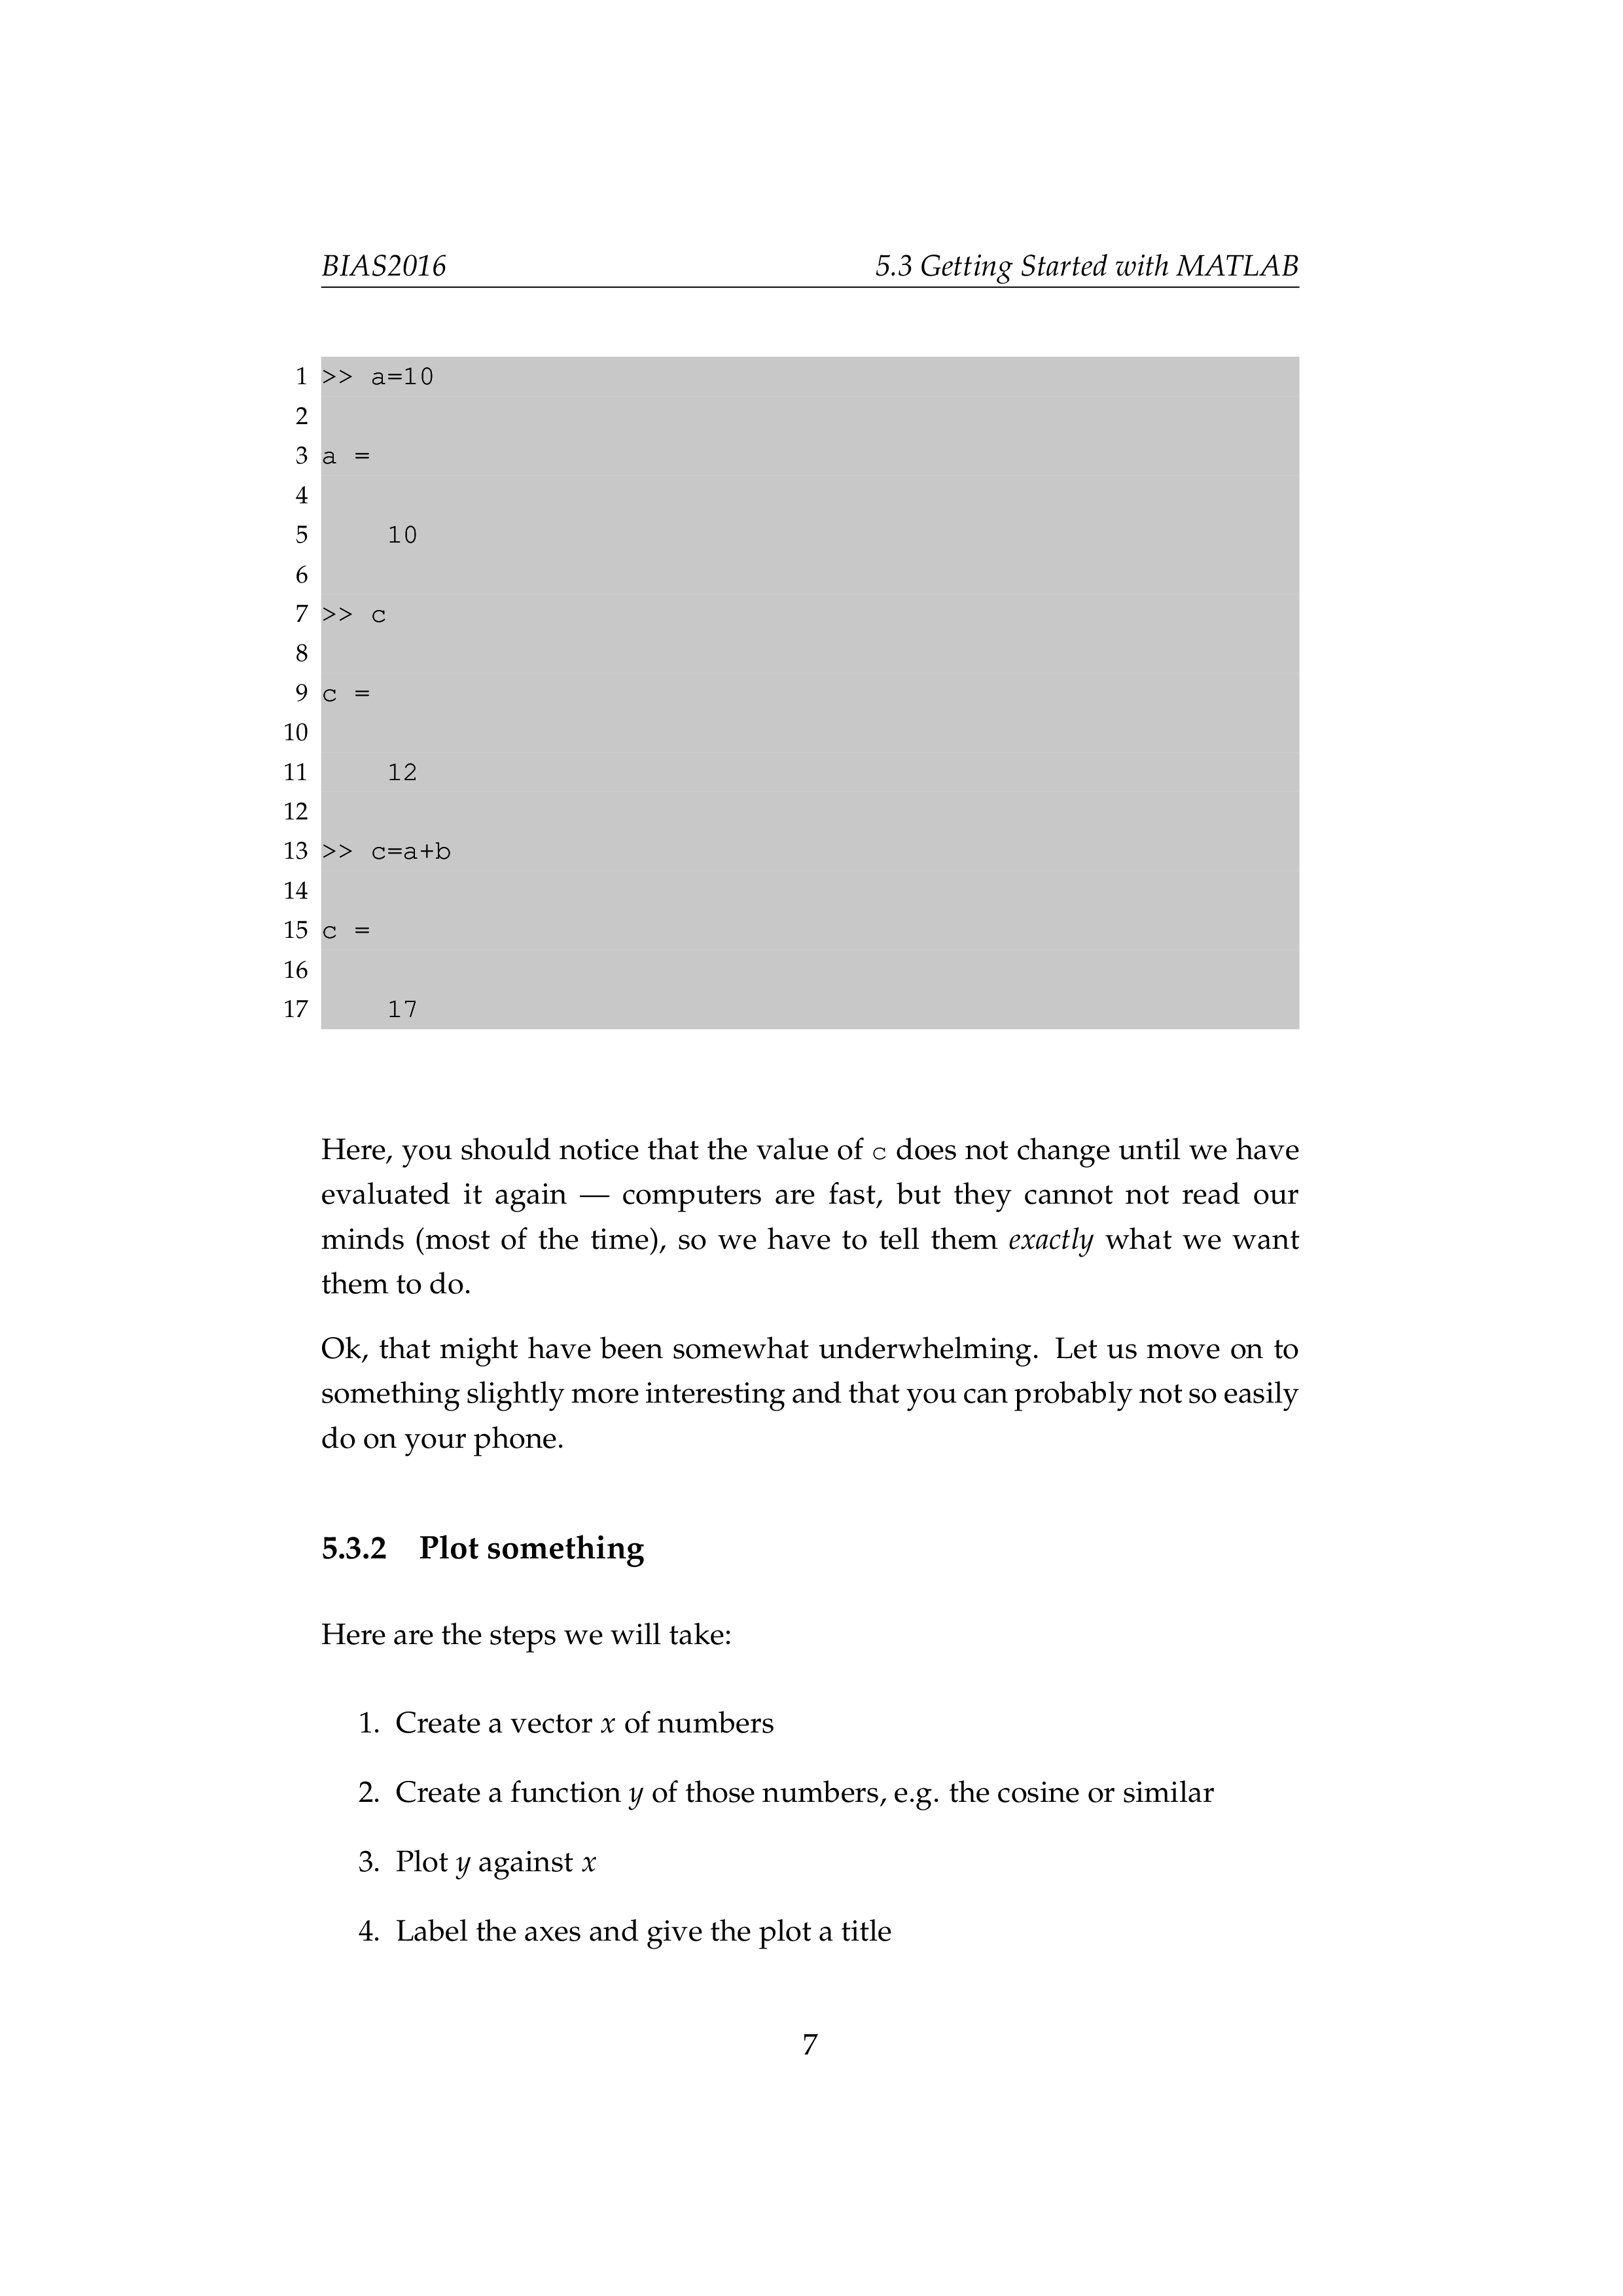 BIAS2016 5.3 Getting Started with MATLAB
1 >> a=10
2
3 a =
4
5     10
6
7 >> c
8
9 c =
10
11     12
12
13 >> c=a+b
14
15 c =
16
17     17
Here, you should notice that the value of c does not change until we have
evaluated it again — computers are fast, but they cannot not read our
minds (most of the time), so we have to tell them exactly what we want
them to do.
Ok, that might have been somewhat underwhelming. Let us move on to
something slightly more interesting and that you can probably not so easily
do on your phone.
5.3.2 Plot something
Here are the steps we will take:
1. Create a vector x of numbers
2. Create a function y of those numbers, e.g. the cosine or similar
3. Plot y against x
4. Label the axes and give the plot a title
7